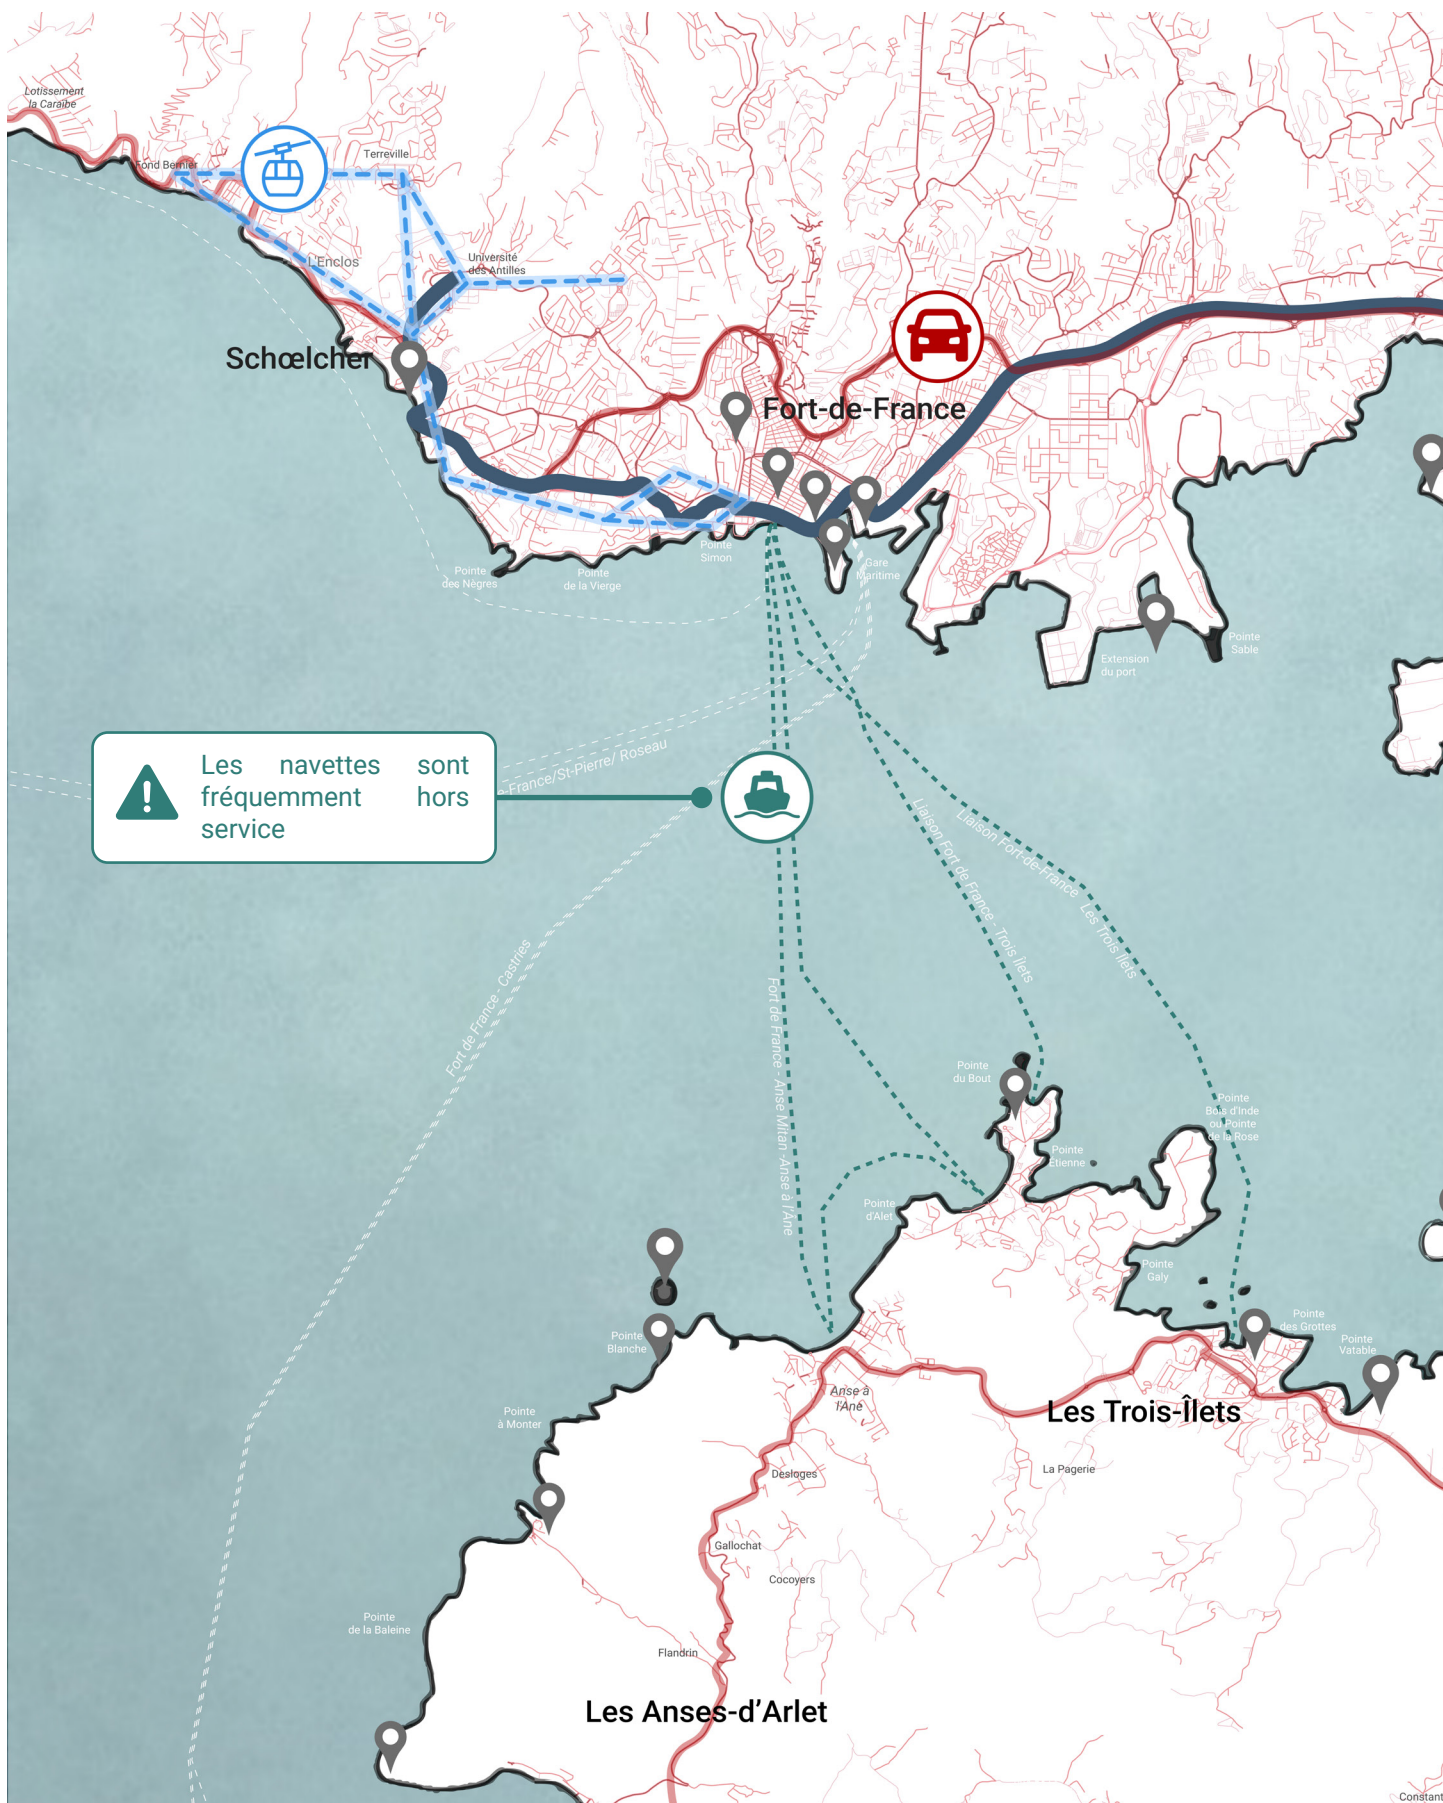 Lotissement
la Caraïbe
Fond Bernier
Terreville
Université
des Antilles
L'Enclos
Schœlcher
Fort-de-France
Pointe
Simon
Gare
Maritime
Pointe
des Nègres
Pointe
de la Vierge
Pointe
Sable
Extension
du port
Les navettes sont
fréquemment hors
service
e-France/St-Pierre/ Roseau
Liaison Fort de France - Trois Îlets
Liaison Fort-de-France - Les Trois Îlets
Fort de France - Castries
Fort de France - Anse Mitan -Anse à l'Âne
Pointe
du Bout
Pointe
Bois d'Inde
ou Pointe
de la Rose
Pointe
Étienne
Pointe
d'Alet
Pointe
Galy
Pointe
des Grottes
Pointe
Vatable
Pointe
Blanche
Anse à
l'Ane
Les Trois-Îlets
Pointe
à Monter
La Pagerie
Desloges
Gallochat
Cocoyers
Pointe
de la Baleine
Flandrin
Les Anses-d'Arlet
Constant